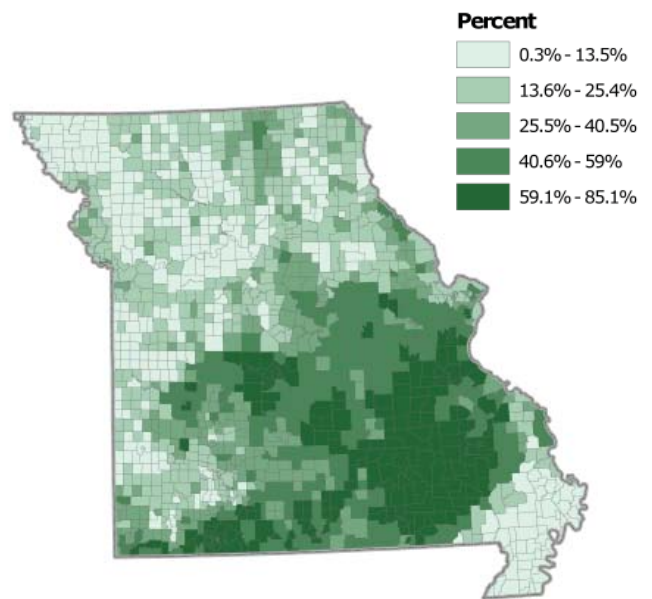 Percent
0.3% - 13.5%
13.6% - 25.4%
25.5% - 40.5%
40.6% - 59%
59.1% - 85.1%